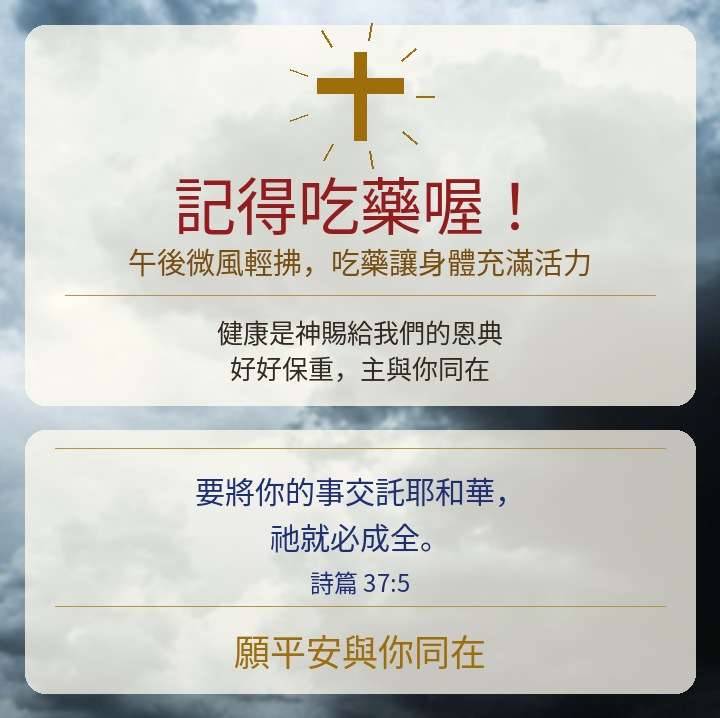 記得吃藥喔！
午後微風輕拂，吃藥讓身體充滿活力
健康是神賜給我們的恩典
好好保重，主與你同在
要將你的事交託耶和華，
祂就必成全。
詩篇 37:5
願平安與你同在